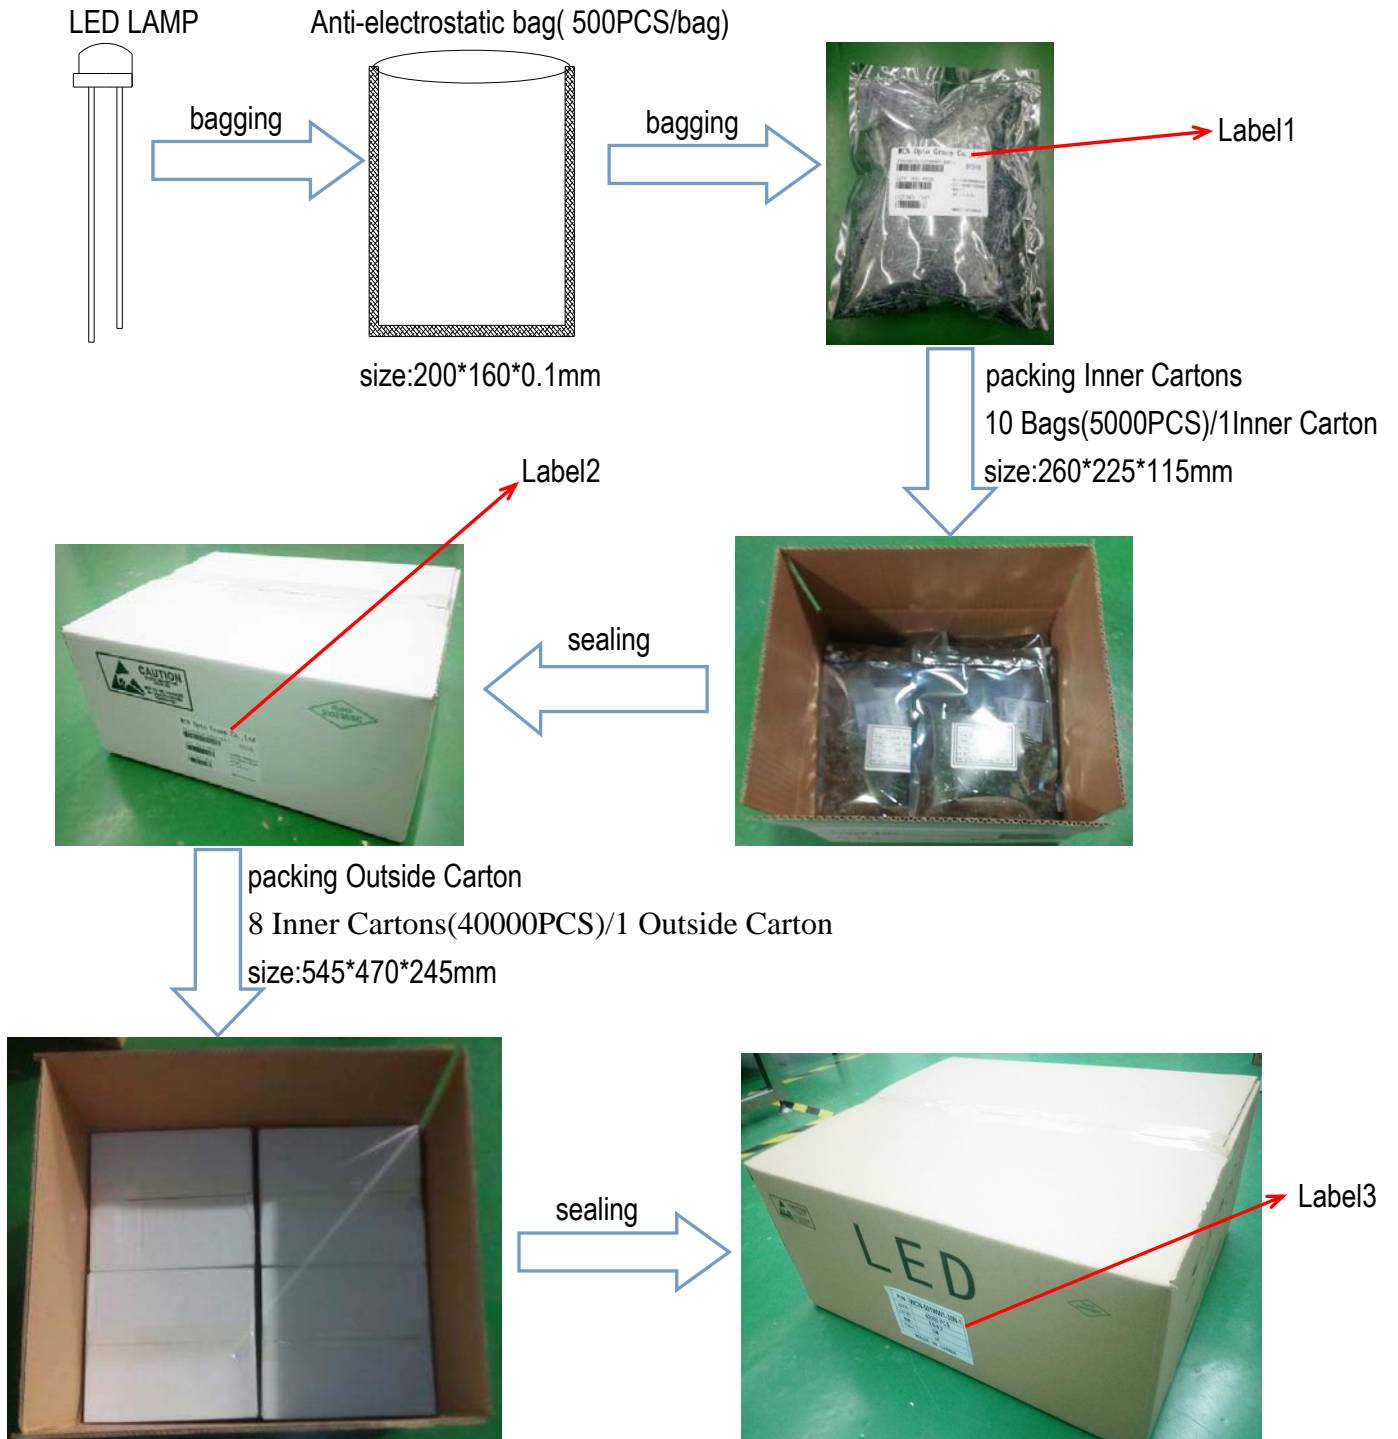 LED LAMP
Anti-electrostatic bag( 500PCS/bag)
bagging
bagging
Label1
size:200*160*0.1mm
packing Inner Cartons
10 Bags(5000PCS)/1Inner Carton
size:260*225*115mm
Label2
CAUTION
sealing
packing Outside Carton
8 Inner Cartons(40000PCS)/1 Outside Carton
size:545*470*245mm
sealing
Label3
LED